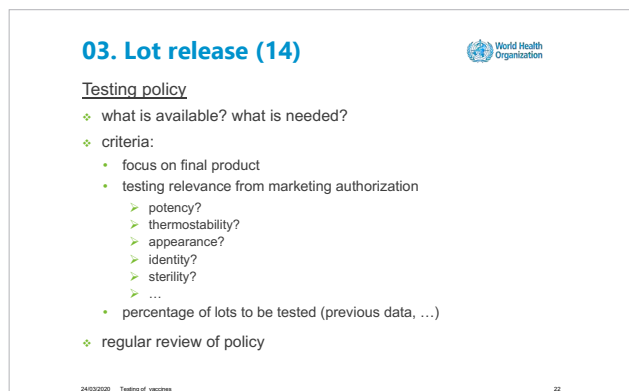 03. Lot release (14)
World Health
Organization
Testing policy
❖ what is available? what is needed?
❖ criteria:
• focus on final product
• testing relevance from marketing authorization
➢ potency?
➢ thermostability?
➢ appearance?
➢ identity?
➢ sterility?
➢ …
• percentage of lots to be tested (previous data, …)
❖ regular review of policy
24/03/2020 Testing of vaccines 22